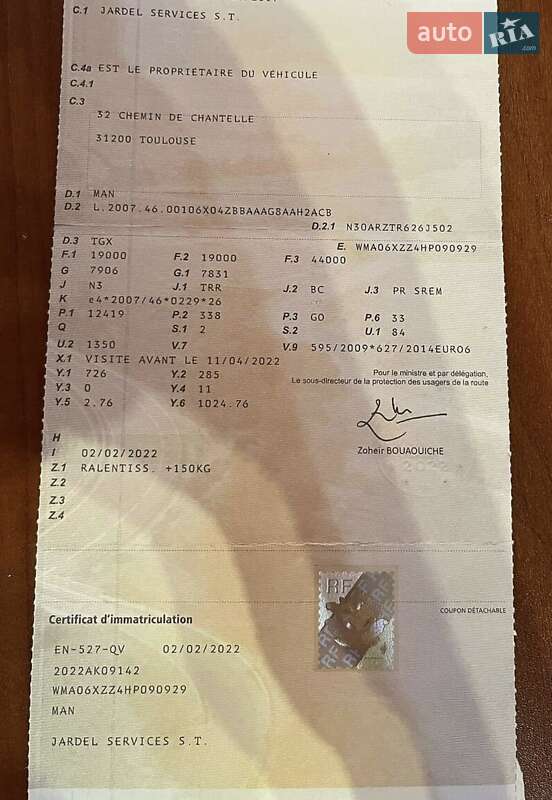 auto RIA .com
C.1 JARDEL SERVICES S.T.
C.4a EST LE PROPRIÉTAIRE DU VÉHICULE
C.4.1
C.3
32 CHEMIN DE CHANTELLE
31200 TOULOUSE
D.1 MAN
D.2 L.2007.46.00106X04ZBBAAAG8AAH2ACB
D.2.1 N30ARZTR626J502
D.3 TGX E. WMA06XZZ4HP090929
F.1 19000 F.2 19000 F.3 44000
G 7906 G.1 7831
J N3 J.1 TRR J.2 BC J.3 PR SREM
K e4*2007/46*0229*26
P.1 12419 P.2 338 P.3 GO P.6 33
Q S.1 2 S.2 U.1 84
U.2 1350 V.7 V.9 595/2009*627/2014EURO6
X.1 VISITE AVANT LE 11/04/2022
Y.1 726 Y.2 285
Y.3 0 Y.4 11
Y.5 2.76 Y.6 1024.76
Pour le ministre et par délégation,
Le sous-directeur de la protection des usagers de la route
Zoheir BOUAOUICHE
2022
H
I 02/02/2022
Z.1 RALENTISS. +150KG
Z.2
Z.3
Z.4
RF
COUPON DÉTACHABLE
Certificat d'immatriculation
EN-527-QV 02/02/2022
2022AK09142
WMA06XZZ4HP090929
MAN
JARDEL SERVICES S.T.